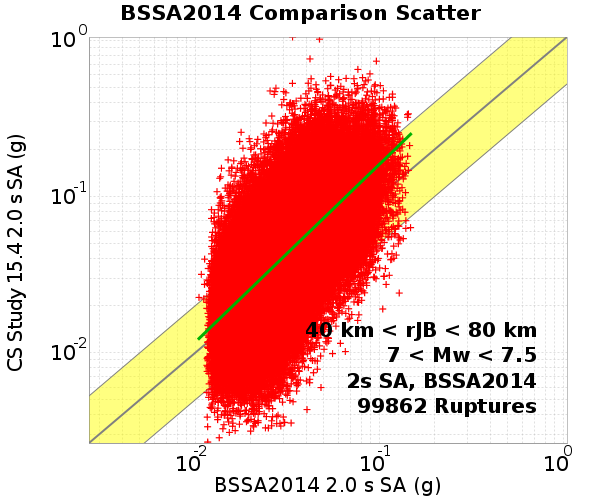 BSSA2014 Comparison Scatter
10^0
10^-1
10^-2
CS Study 15.4 2.0 s SA (g)
40 km < rJB < 80 km
7 < Mw < 7.5
2s SA, BSSA2014
99862 Ruptures
10^-2 10^-1 10^0
BSSA2014 2.0 s SA (g)